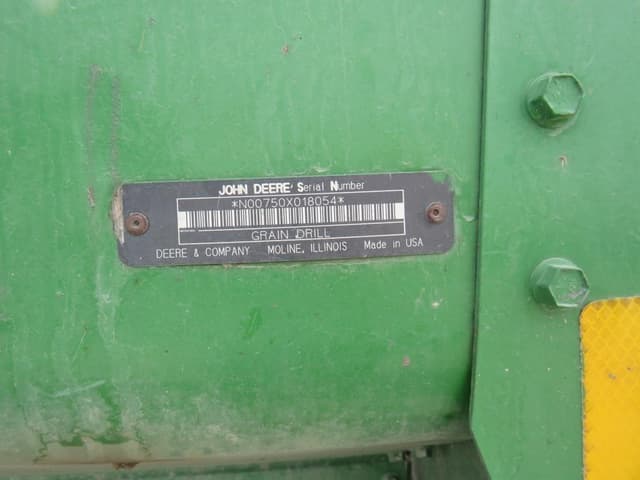 JOHN DEERE Serial Number
*N00750X018054*
GRAIN DRILL
DEERE & COMPANY MOLINE, ILLINOIS Made in USA